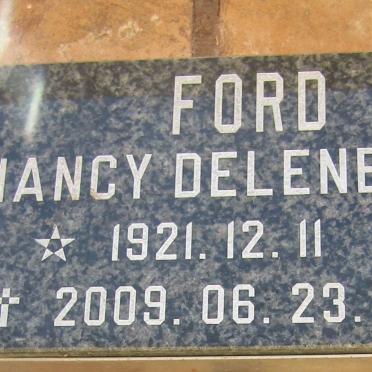 FORD
NANCY DELENE
1921. 12. 11
2009. 06. 23.